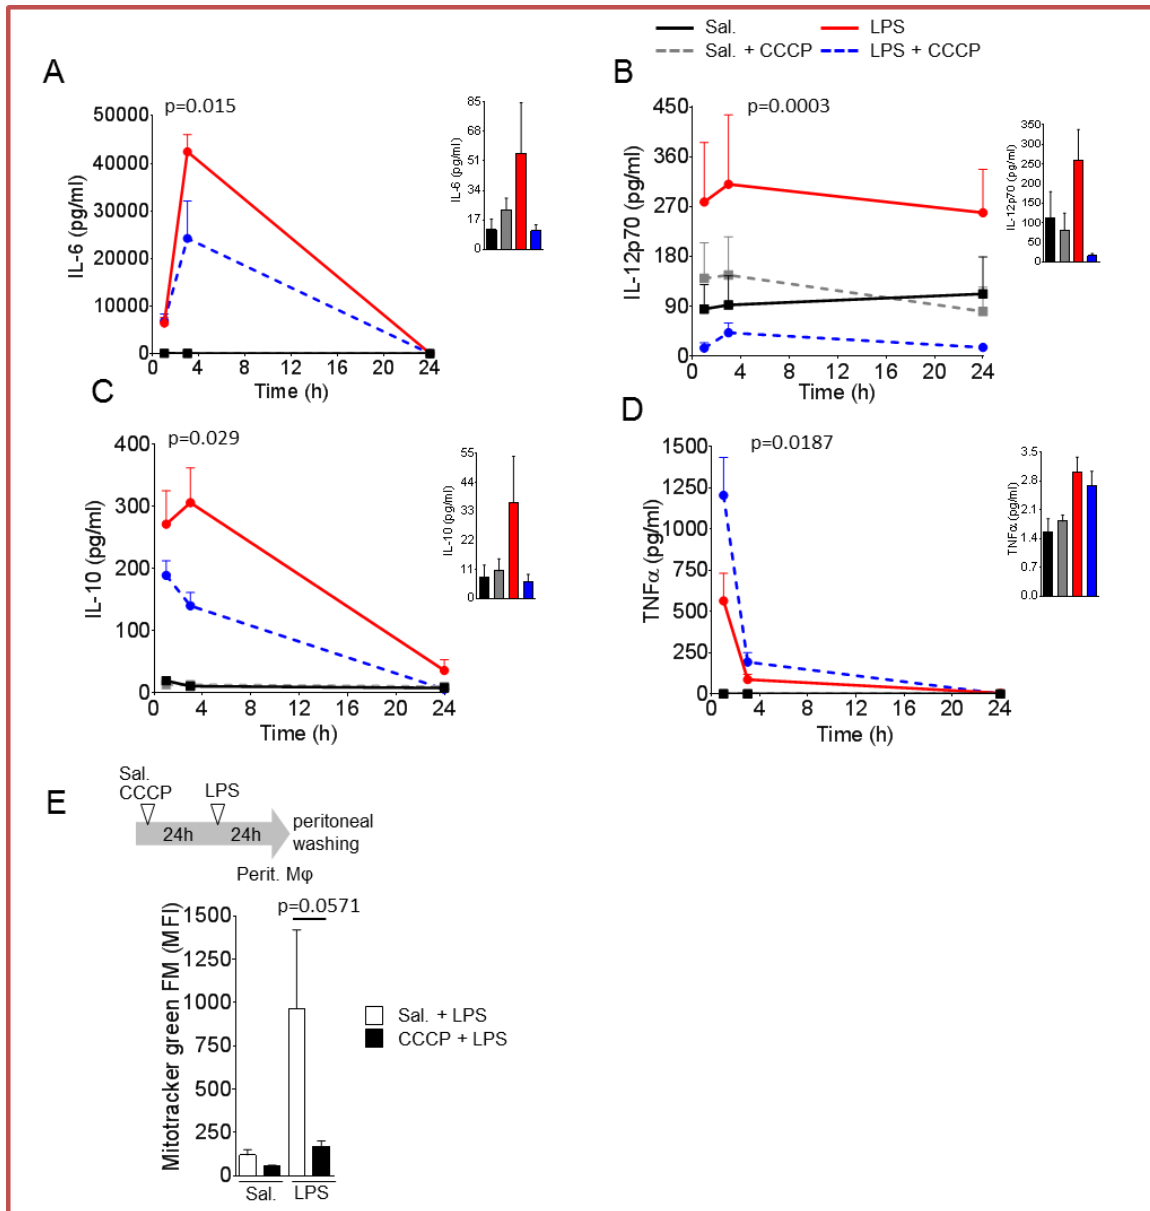 Sal.
LPS
Sal. + CCCP
LPS + CCCP
A
p=0.015
50000
40000
30000
20000
10000
0
IL-6 (pg/ml)
0 4 8 12 16 20 24
Time (h)
85
68
51
34
17
0
IL-6 (pg/ml)
B
p=0.0003
450
360
270
180
90
0
IL-12p70 (pg/ml)
0 4 8 12 16 20 24
Time (h)
350
300
250
200
150
100
50
0
IL-12p70 (pg/ml)
C
p=0.029
400
300
200
100
0
IL-10 (pg/ml)
0 4 8 12 16 20 24
Time (h)
55
44
33
22
11
0
IL-10 (pg/ml)
D
p=0.0187
1500
1250
1000
750
500
250
0
TNFα (pg/ml)
0 4 8 12 16 20 24
Time (h)
3.5
2.8
2.1
1.4
0.7
0.0
TNFα (pg/ml)
E
Sal.
CCCP
LPS
24h
24h
peritoneal
washing
Perit. Mφ
p=0.0571
1500
1250
1000
750
500
250
0
Mitotracker green FM (MFI)
Sal.
LPS
Sal. + LPS
CCCP + LPS